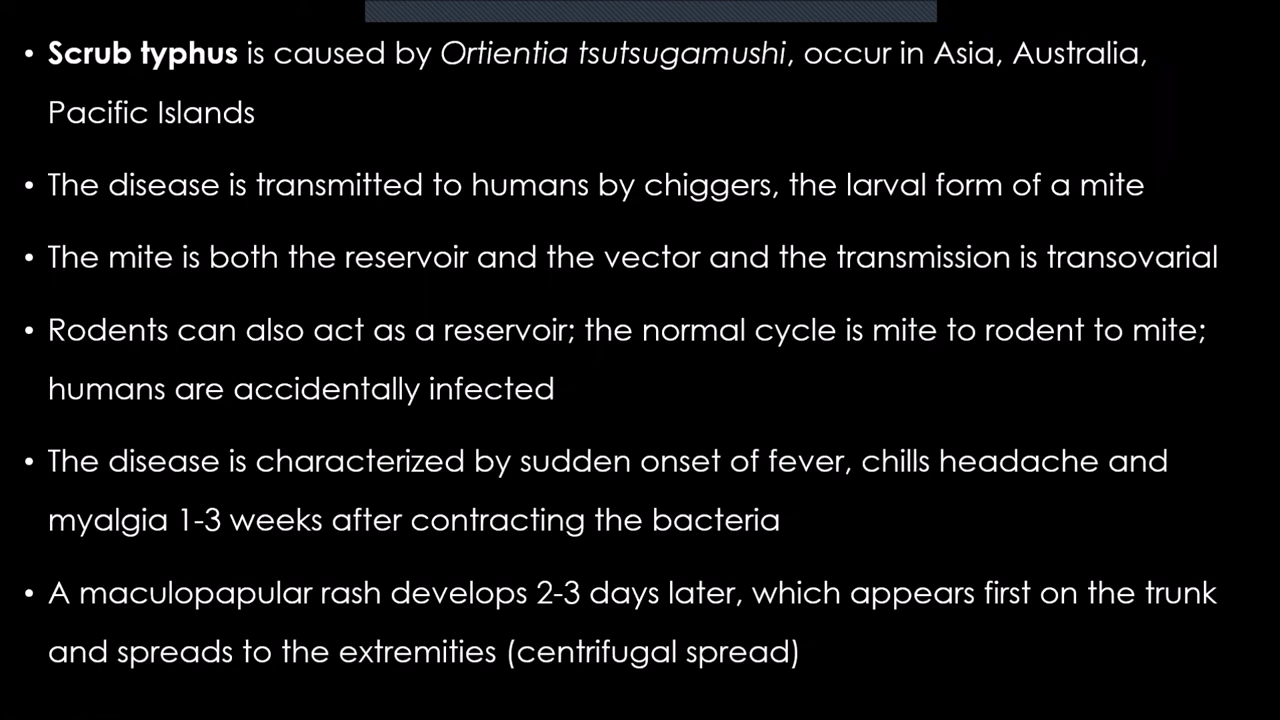 • Scrub typhus is caused by Ortientia tsutsugamushi, occur in Asia, Australia,
Pacific Islands
• The disease is transmitted to humans by chiggers, the larval form of a mite
• The mite is both the reservoir and the vector and the transmission is transovarial
• Rodents can also act as a reservoir; the normal cycle is mite to rodent to mite;
humans are accidentally infected
• The disease is characterized by sudden onset of fever, chills headache and
myalgia 1-3 weeks after contracting the bacteria
• A maculopapular rash develops 2-3 days later, which appears first on the trunk
and spreads to the extremities (centrifugal spread)